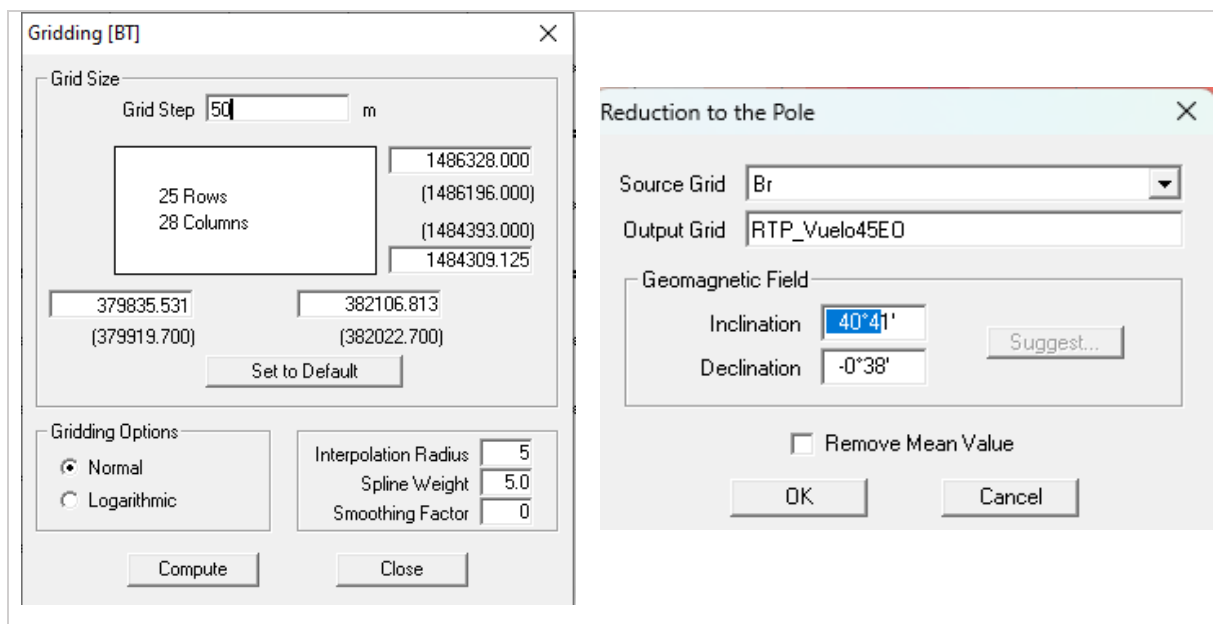 Gridding [BT]
Grid Size
Grid Step 50 m
25 Rows
28 Columns
1486328.000
(1486196.000)
(1484393.000)
1484309.125
379835.531 382106.813
(379919.700) (382022.700)
Set to Default
Gridding Options
Normal
Logarithmic
Interpolation Radius 5
Spline Weight 5.0
Smoothing Factor 0
Compute Close
Reduction to the Pole
Source Grid Br
Output Grid RTP_Vuelo45EO
Geomagnetic Field
Inclination 40°41'
Declination -0°38'
Suggest...
Remove Mean Value
OK Cancel